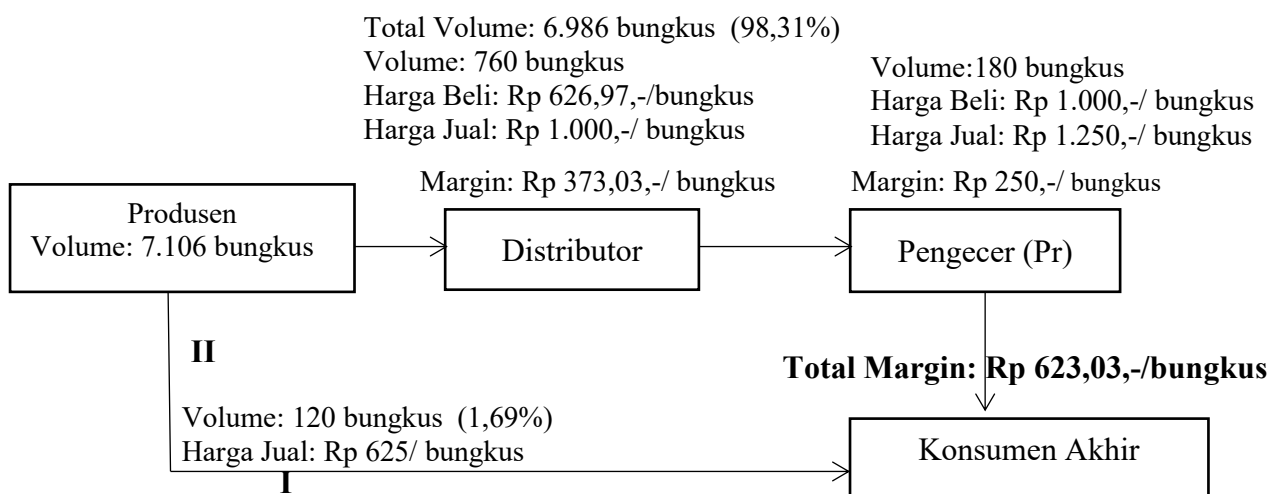 Total Volume: 6.986 bungkus (98,31%)
Volume: 760 bungkus
Harga Beli: Rp 626,97,-/bungkus
Harga Jual: Rp 1.000,-/ bungkus
Margin: Rp 373,03,-/ bungkus
Volume:180 bungkus
Harga Beli: Rp 1.000,-/ bungkus
Harga Jual: Rp 1.250,-/ bungkus
Margin: Rp 250,-/ bungkus
Produsen
Volume: 7.106 bungkus
Distributor
Pengecer (Pr)
II
Total Margin: Rp 623,03,-/bungkus
Volume: 120 bungkus (1,69%)
Harga Jual: Rp 625/ bungkus
I
Konsumen Akhir